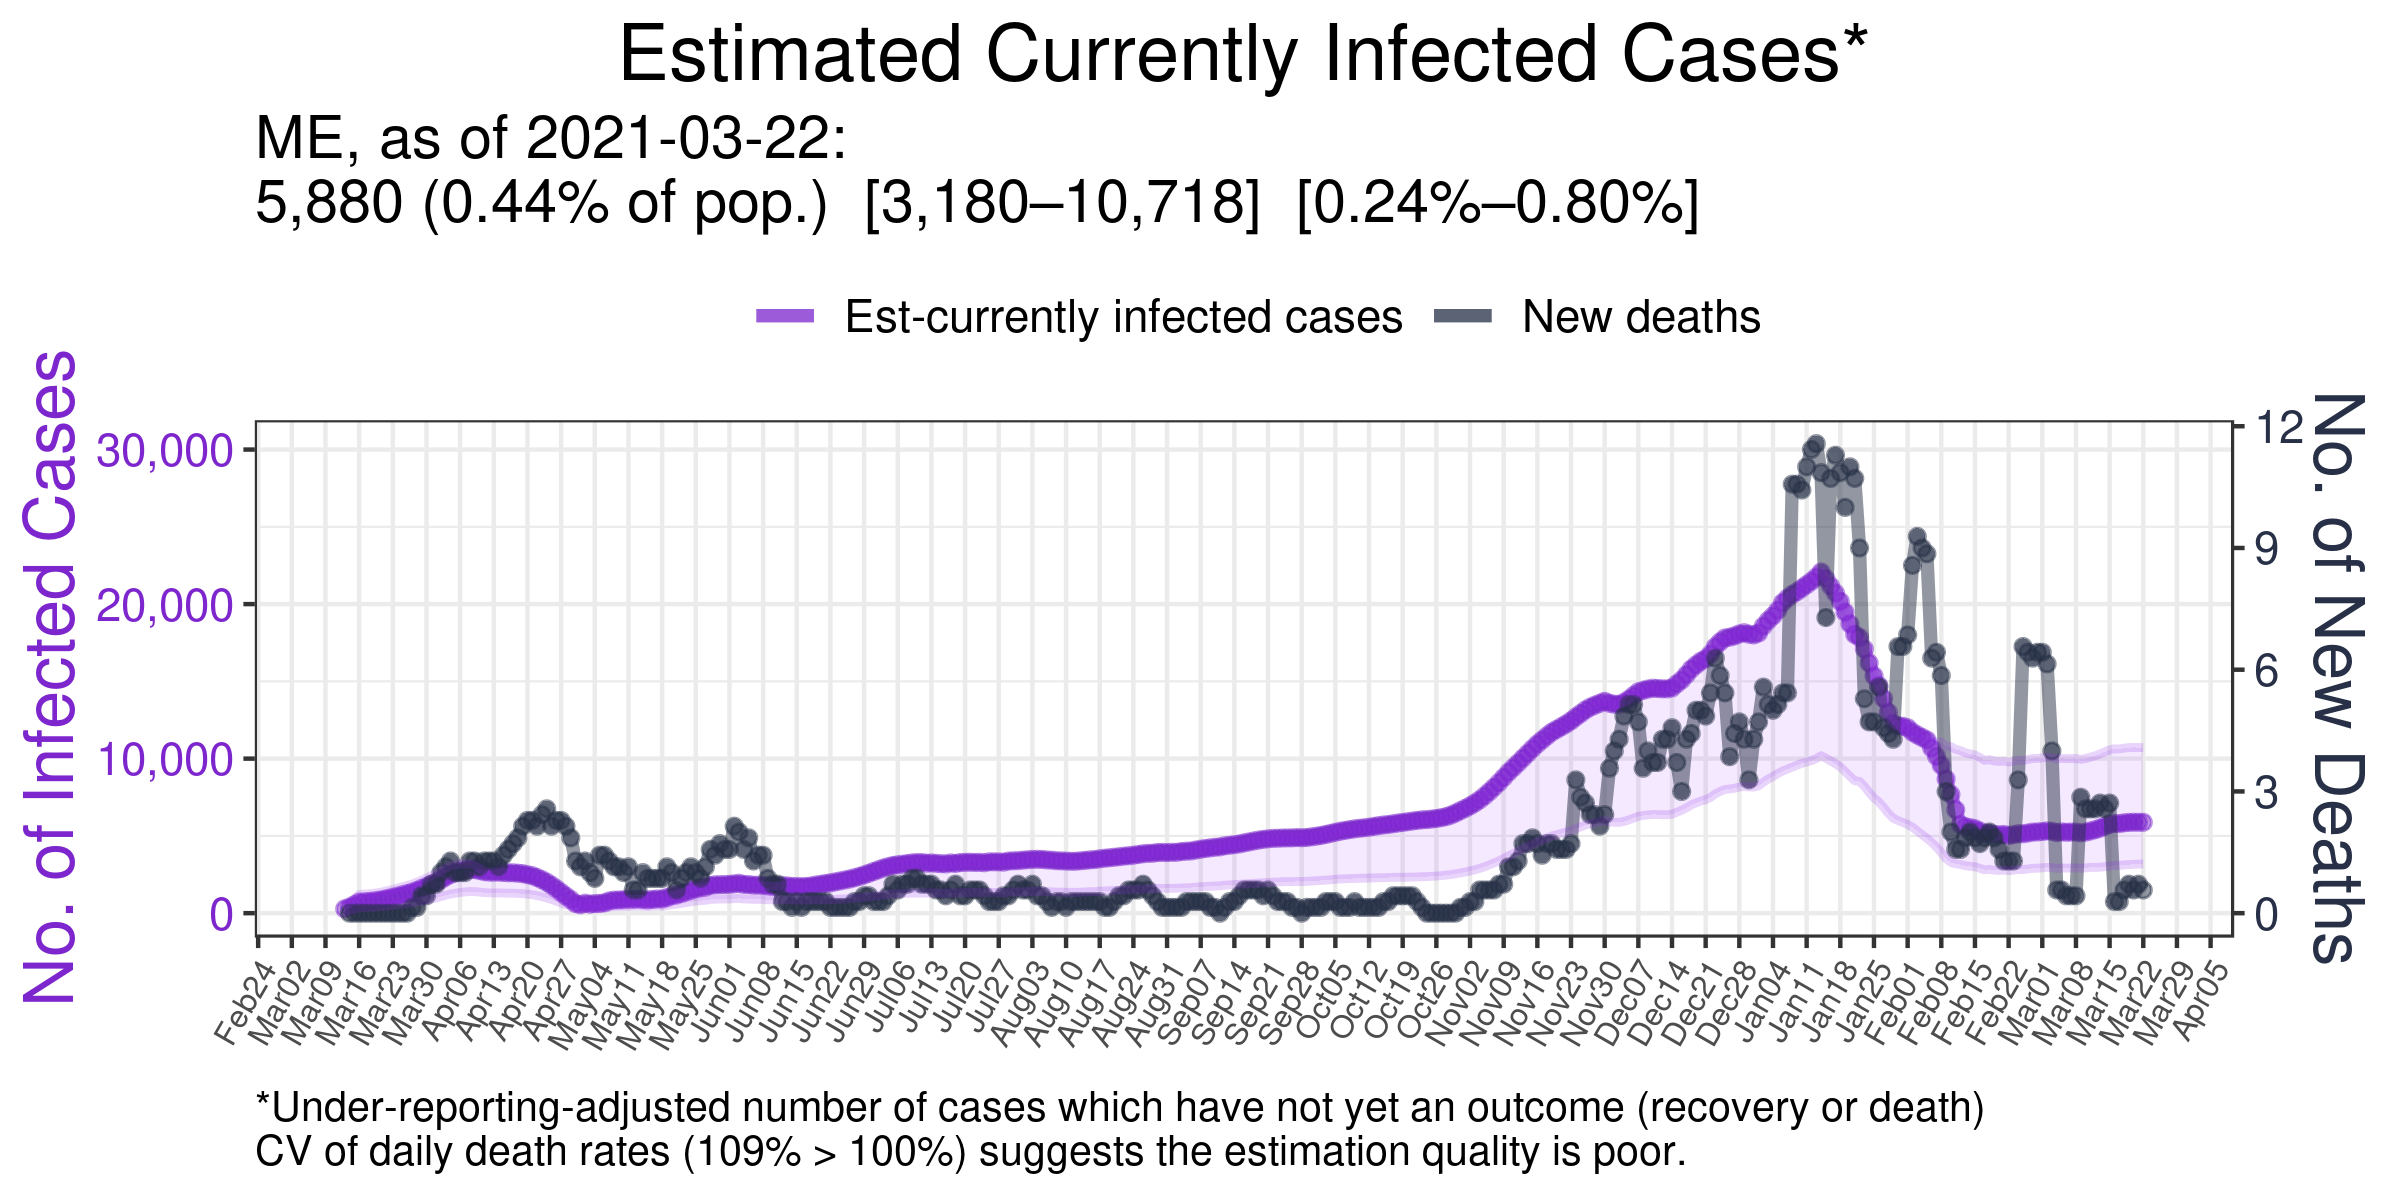 Estimated Currently Infected Cases*
ME, as of 2021-03-22:
5,880 (0.44% of pop.) [3,180–10,718] [0.24%–0.80%]
Est-currently infected cases
New deaths
No. of Infected Cases
30,000
20,000
10,000
0
12
9
6
3
0
No. of New Deaths
Feb24
Mar02
Mar09
Mar16
Mar23
Mar30
Apr06
Apr13
Apr20
Apr27
May04
May11
May18
May25
Jun01
Jun08
Jun15
Jun22
Jun29
Jul06
Jul13
Jul20
Jul27
Aug03
Aug10
Aug17
Aug24
Aug31
Sep07
Sep14
Sep21
Sep28
Oct05
Oct12
Oct19
Oct26
Nov02
Nov09
Nov16
Nov23
Nov30
Dec07
Dec14
Dec21
Dec28
Jan04
Jan11
Jan18
Jan25
Feb01
Feb08
Feb15
Feb22
Mar01
Mar08
Mar15
Mar22
Mar29
Apr05
*Under-reporting-adjusted number of cases which have not yet an outcome (recovery or death)
CV of daily death rates (109% > 100%) suggests the estimation quality is poor.